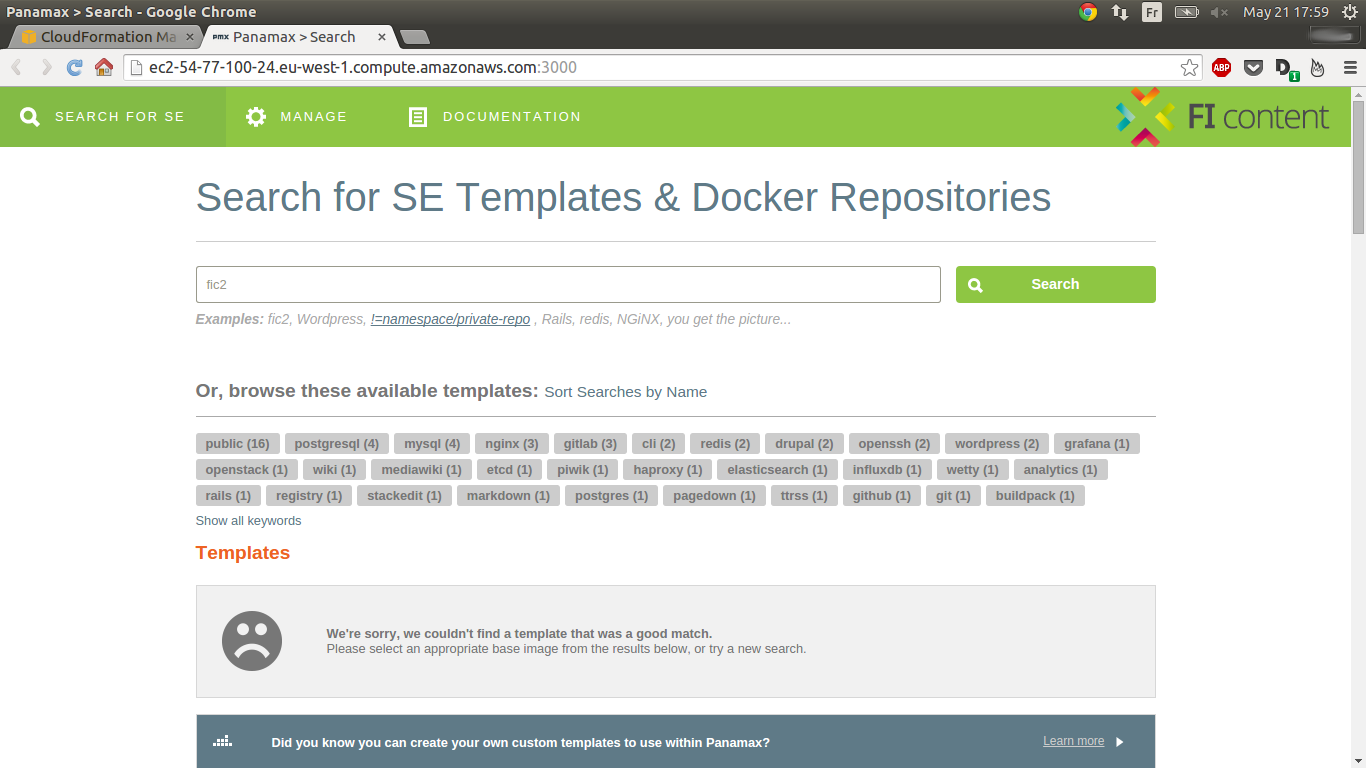 Panamax > Search - Google Chrome
Fr
May 21 17:59
CloudFormation Ma
pmx Panamax > Search
ec2-54-77-100-24.eu-west-1.compute.amazonaws.com:3000
ABP
D
1
SEARCH FOR SE
MANAGE
DOCUMENTATION
FI content
Search for SE Templates & Docker Repositories
fic2
Search
Examples: fic2, Wordpress, !=namespace/private-repo , Rails, redis, NGiNX, you get the picture...
Or, browse these available templates: Sort Searches by Name
public (16) postgresql (4) mysql (4) nginx (3) gitlab (3) cli (2) redis (2) drupal (2) openssh (2) wordpress (2) grafana (1)
openstack (1) wiki (1) mediawiki (1) etcd (1) piwik (1) haproxy (1) elasticsearch (1) influxdb (1) wetty (1) analytics (1)
rails (1) registry (1) stackedit (1) markdown (1) postgres (1) pagedown (1) ttrss (1) github (1) git (1) buildpack (1)
Show all keywords
Templates
We're sorry, we couldn't find a template that was a good match.
Please select an appropriate base image from the results below, or try a new search.
Did you know you can create your own custom templates to use within Panamax?
Learn more